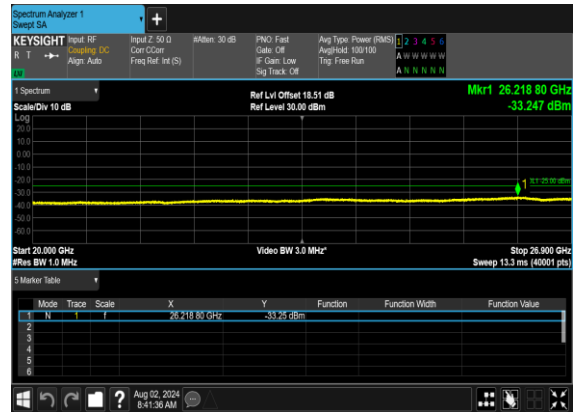 Spectrum Analyzer 1
Swept SA
+
KEYSIGHT Input: RF Input Z: 50 Ω #Atten: 30 dB PNO: Fast Avg Type: Power (RMS) 1 2 3 4 5 6
R T Coupling: DC Corr CCorr Gate: Off Avg|Hold: 100/100 A W W W W W
Align: Auto Freq Ref: Int (S) IF Gain: Low Trig: Free Run
Sig Track: Off A N N N N N
1 Spectrum Ref Lvl Offset 18.51 dB Mkr1 26.218 80 GHz
Scale/Div 10 dB Ref Level 30.00 dBm -33.247 dBm
Log
20.0
10.0
0.00
-10.0
-20.0
1
-30.0
-40.0
-50.0
-60.0
Start 20.000 GHz Video BW 3.0 MHz* Stop 26.900 GHz
#Res BW 1.0 MHz Sweep 13.3 ms (40001 pts)
5 Marker Table
Mode Trace Scale X Y Function Function Width Function Value
1 N 1 f 26.218 80 GHz -33.25 dBm
2
3
4
5
6
? Aug 02, 2024
8:41:36 AM